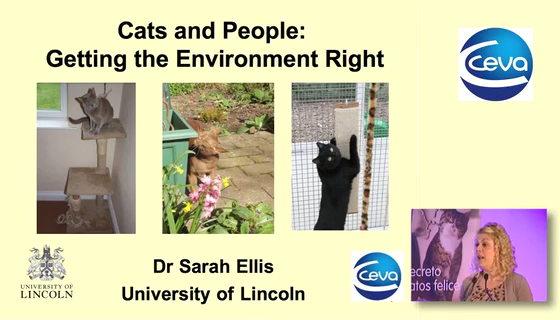 Cats and People:
Getting the Environment Right
Ceva
UNIVERSITY OF
LINCOLN
Dr Sarah Ellis
University of Lincoln
Ceva
ecreto
atos felice